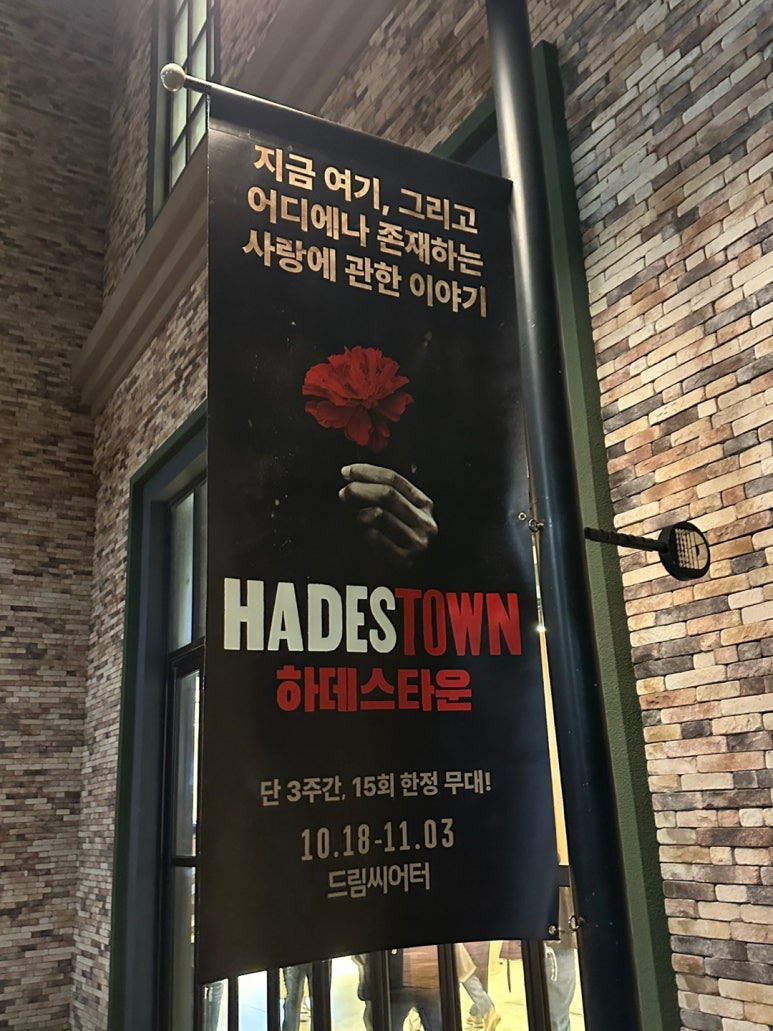 지금 여기, 그리고
어디에나 존재하는
사랑에 관한 이야기
HADESTOWN
하데스타운
단 3주간, 15회 한정 무대!
10.18-11.03
드림씨어터